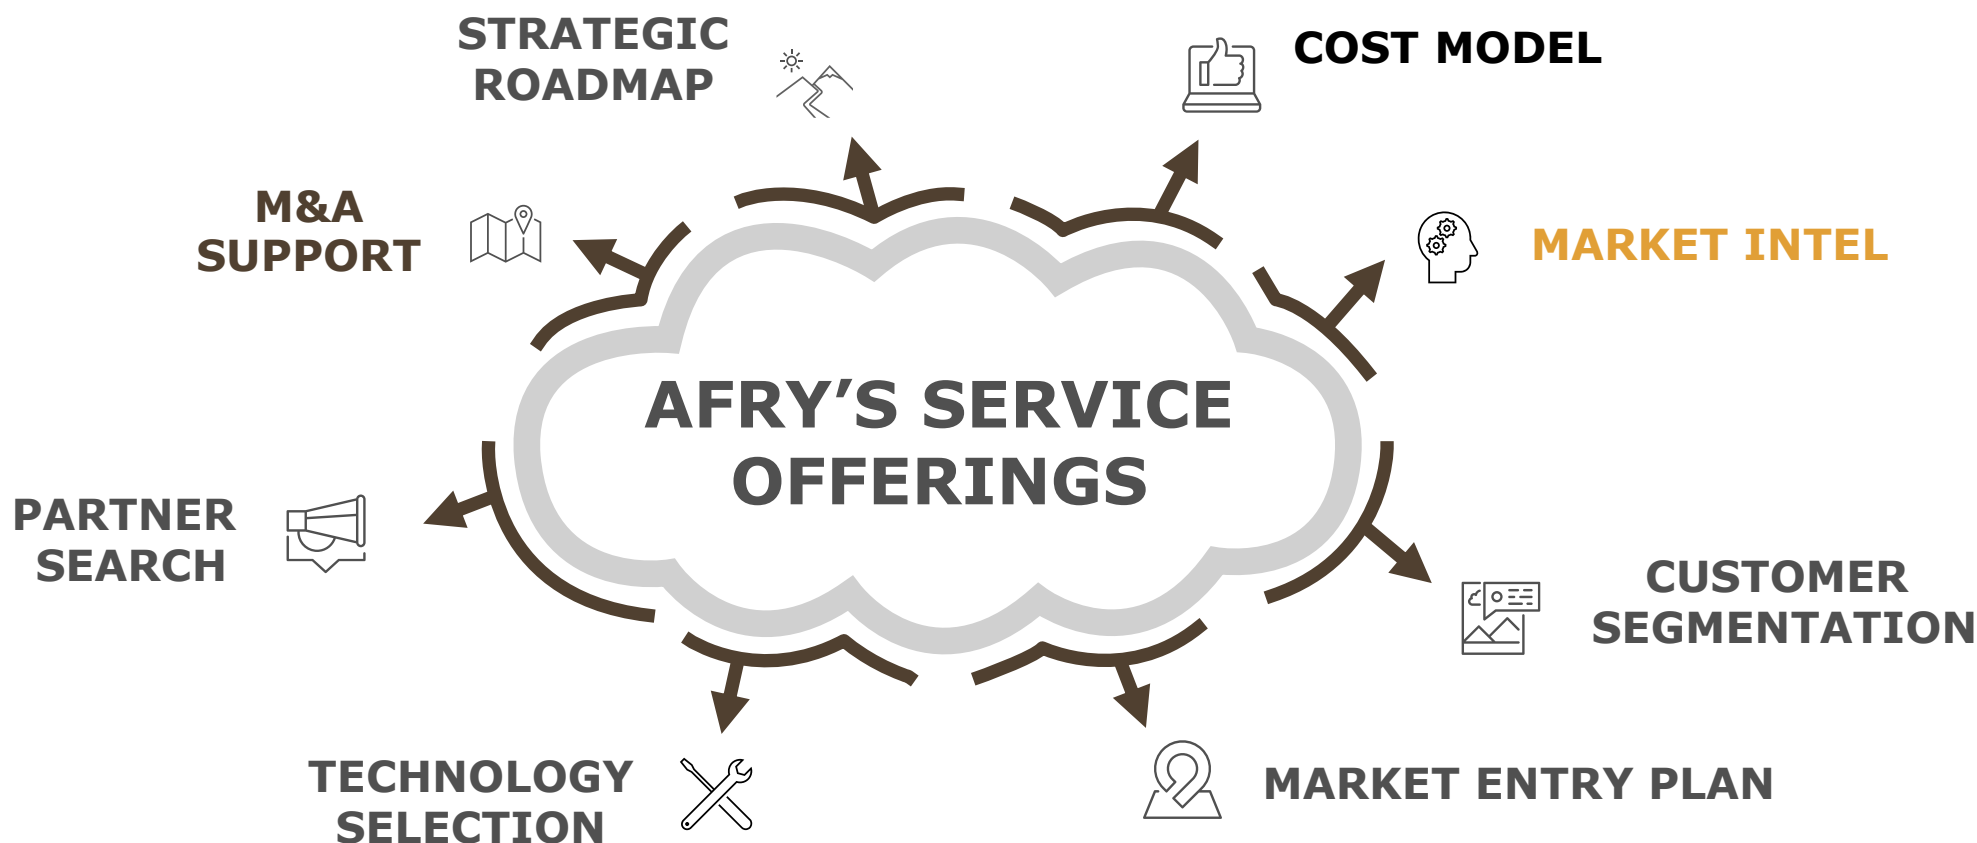 STRATEGIC
ROADMAP
COST MODEL
M&A
SUPPORT
MARKET INTEL
AFRY’S SERVICE
OFFERINGS
PARTNER
SEARCH
CUSTOMER
SEGMENTATION
TECHNOLOGY
SELECTION
MARKET ENTRY PLAN